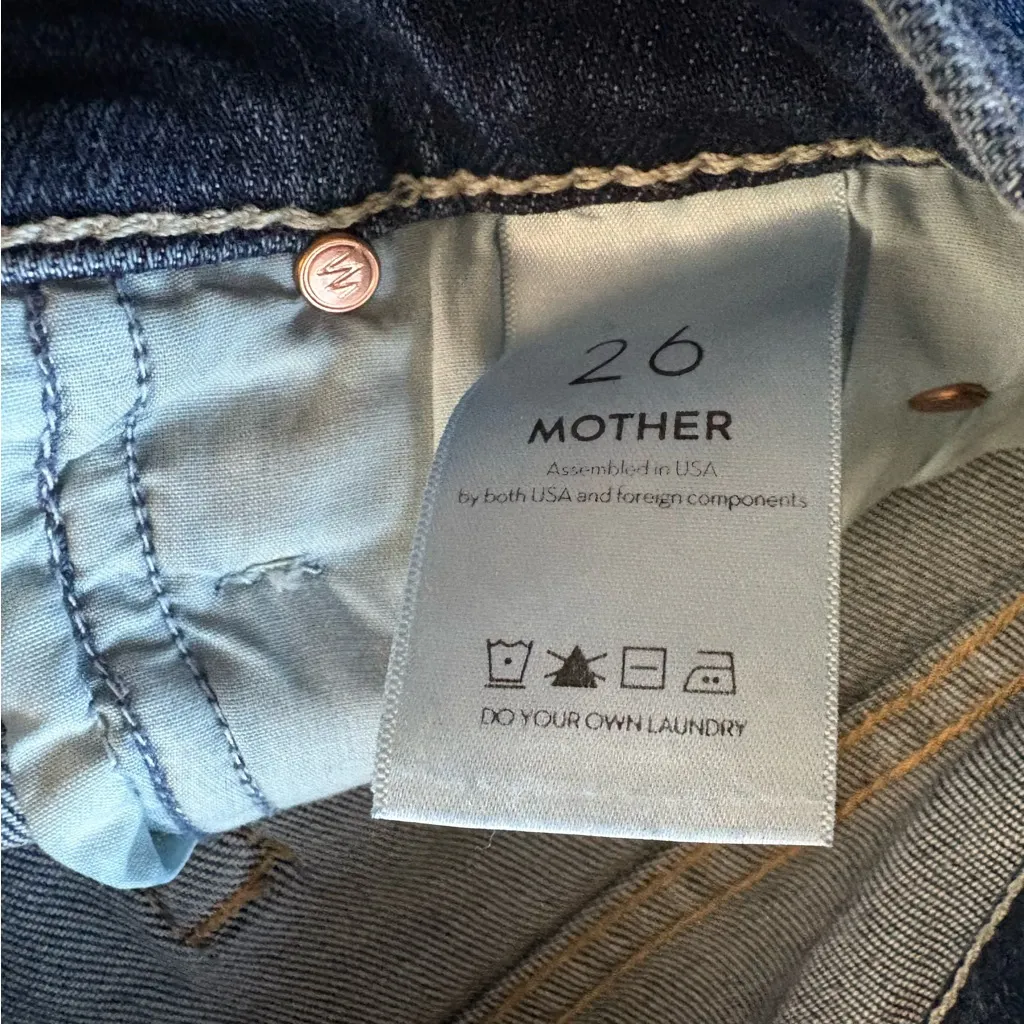 26
MOTHER
Assembled in USA
by both USA and foreign components
DO YOUR OWN LAUNDRY